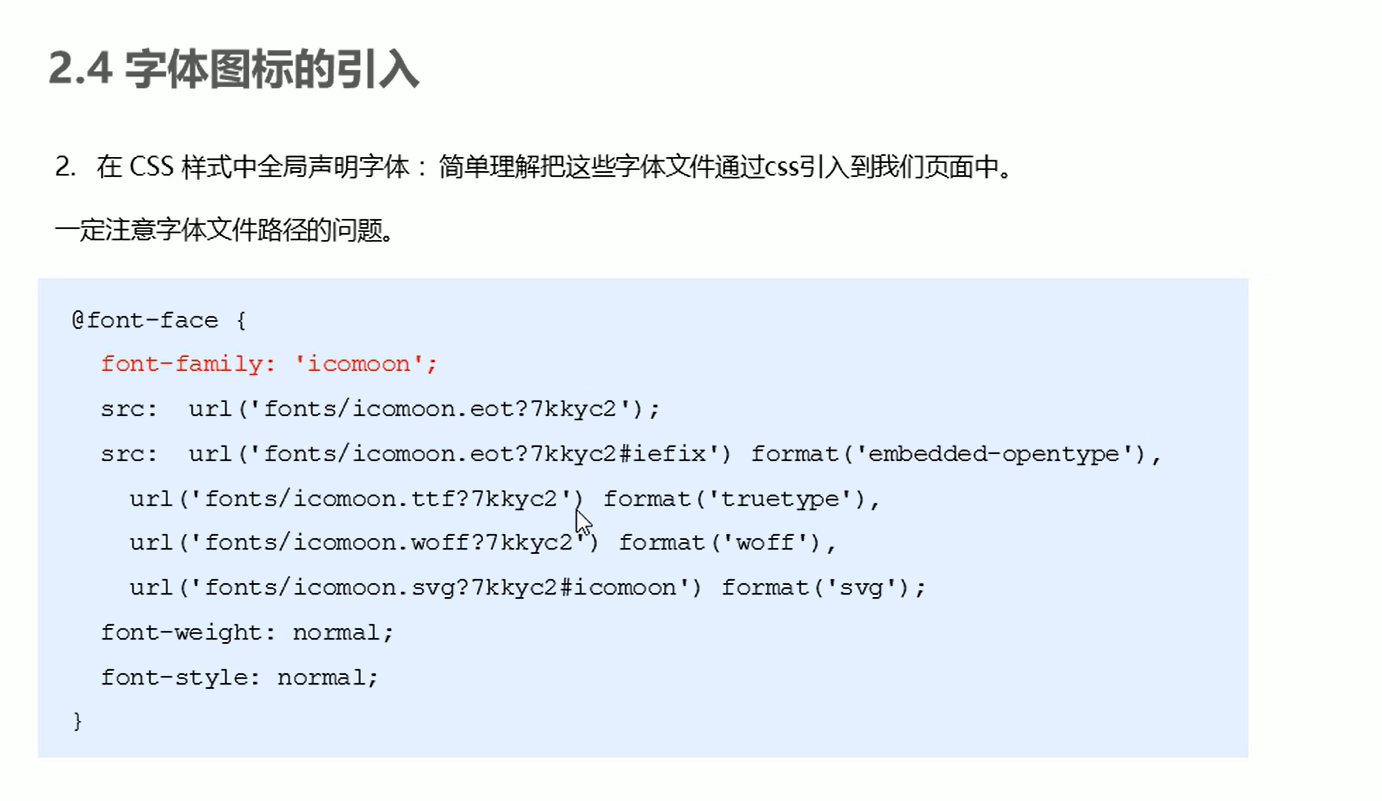 2.4 字体图标的引入
2. 在 CSS 样式中全局声明字体： 简单理解把这些字体文件通过css引入到我们页面中。
一定注意字体文件路径的问题。
@font-face {
font-family: 'icomoon';
src: url('fonts/icomoon.eot?7kkyc2');
src: url('fonts/icomoon.eot?7kkyc2#iefix') format('embedded-opentype'),
url('fonts/icomoon.ttf?7kkyc2') format('truetype'),
url('fonts/icomoon.woff?7kkyc2') format('woff'),
url('fonts/icomoon.svg?7kkyc2#icomoon') format('svg');
font-weight: normal;
font-style: normal;
}